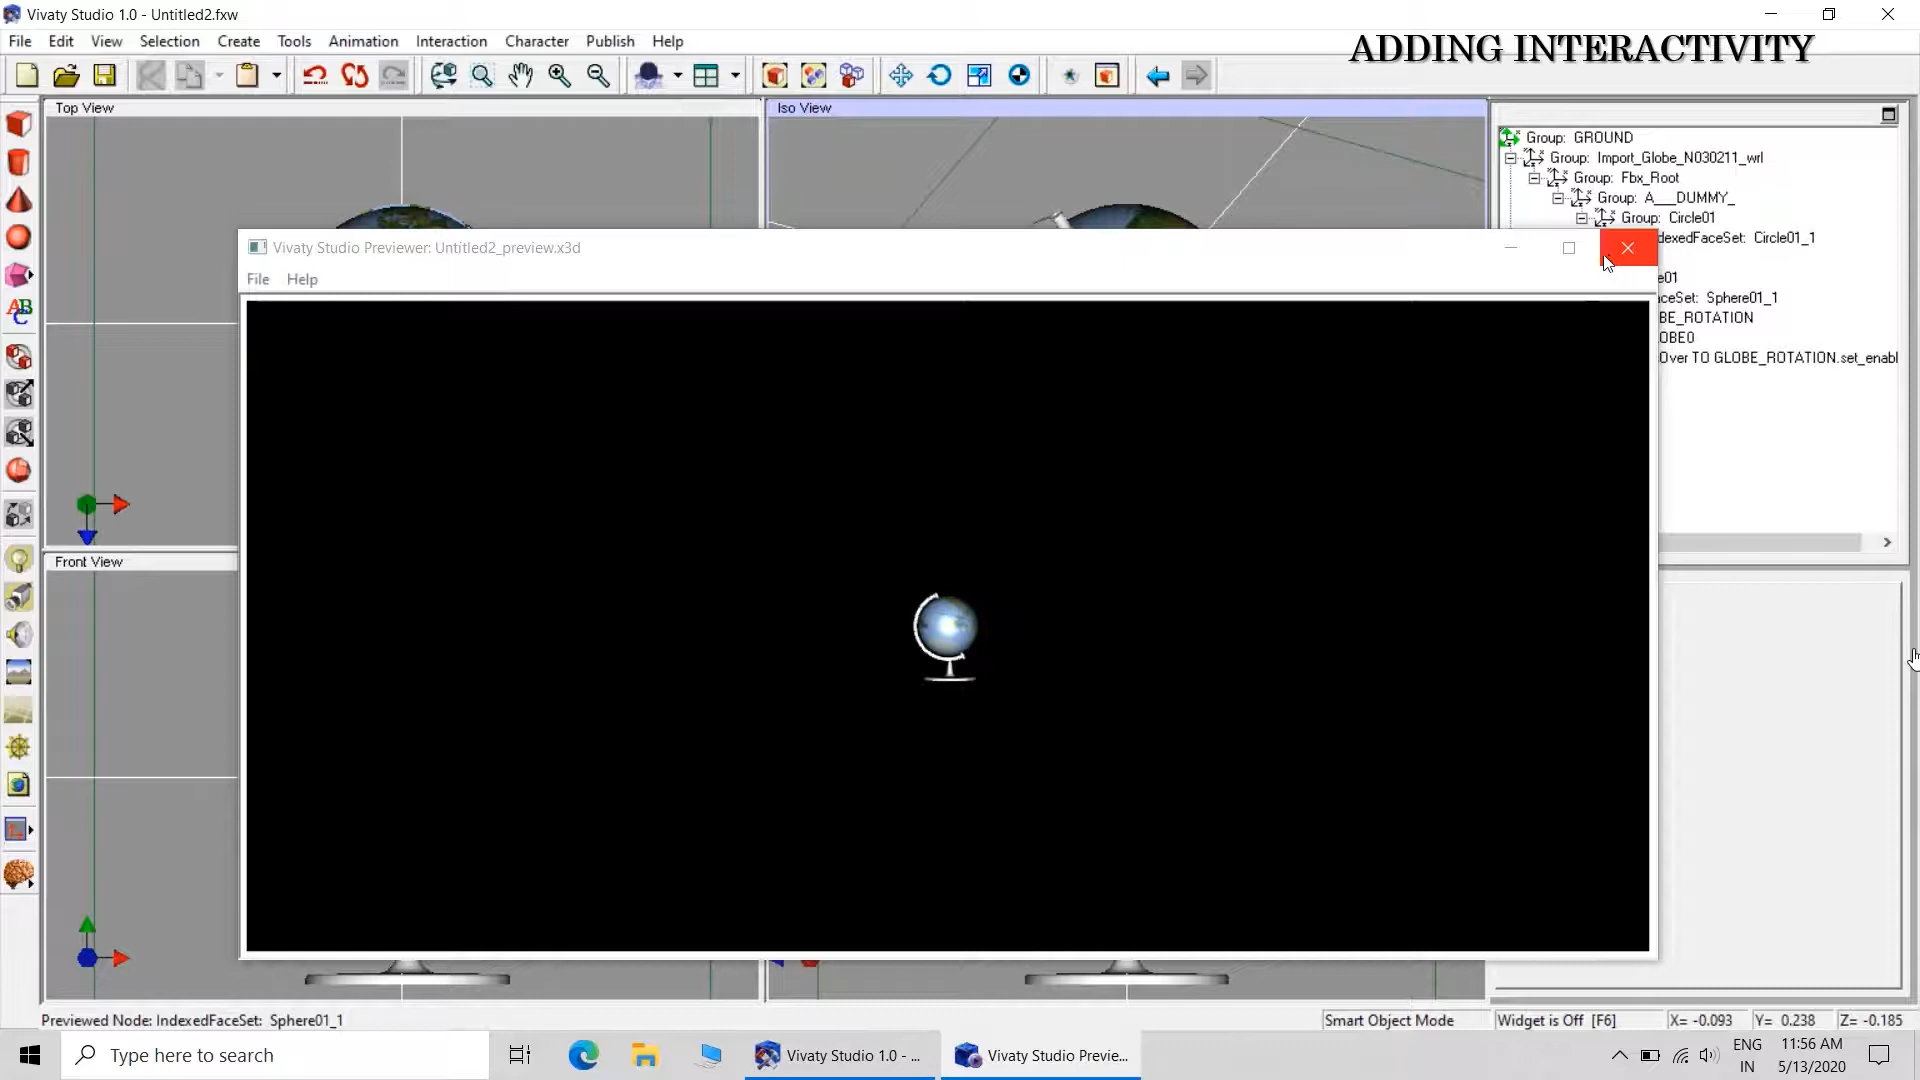 Vivaty Studio 1.0 - Untitled2.fxw
File Edit View Selection Create Tools Animation Interaction Character Publish Help
ADDING INTERACTIVITY
Top View
Iso View
Group: GROUND
Group: Import_Globe_N030211_wrl
Group: Fbx_Root
Group: A___DUMMY_
Group: Circle01
dexedFaceSet: Circle01_1
e01
ceSet: Sphere01_1
BE_ROTATION
OBE0
Over TO GLOBE_ROTATION.set_enabl
Vivaty Studio Previewer: Untitled2_preview.x3d
File Help
Front View
Previewed Node: IndexedFaceSet: Sphere01_1
Smart Object Mode
Widget is Off [F6]
X= -0.093
Y= 0.238
Z= -0.185
Type here to search
Vivaty Studio 1.0 - ...
Vivaty Studio Previe...
ENG
IN
11:56 AM
5/13/2020